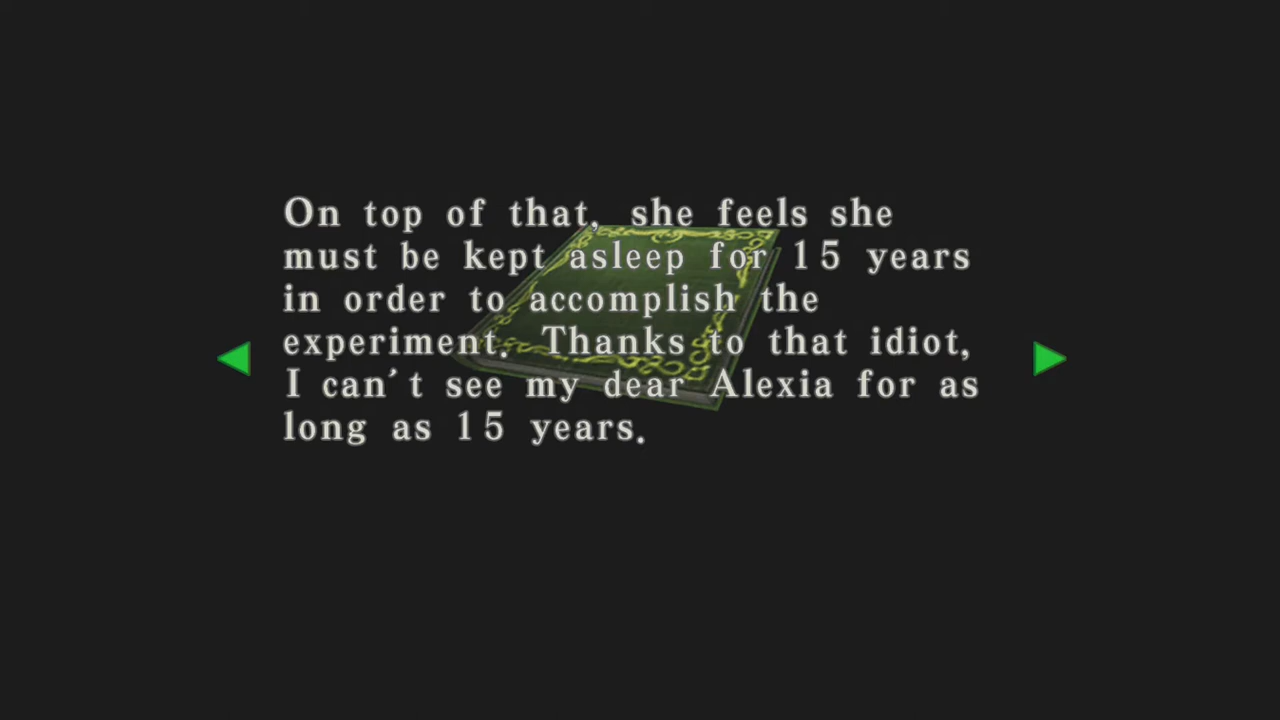 On top of that, she feels she
must be kept asleep for 15 years
in order to accomplish the
experiment. Thanks to that idiot,
I can't see my dear Alexia for as
long as 15 years.